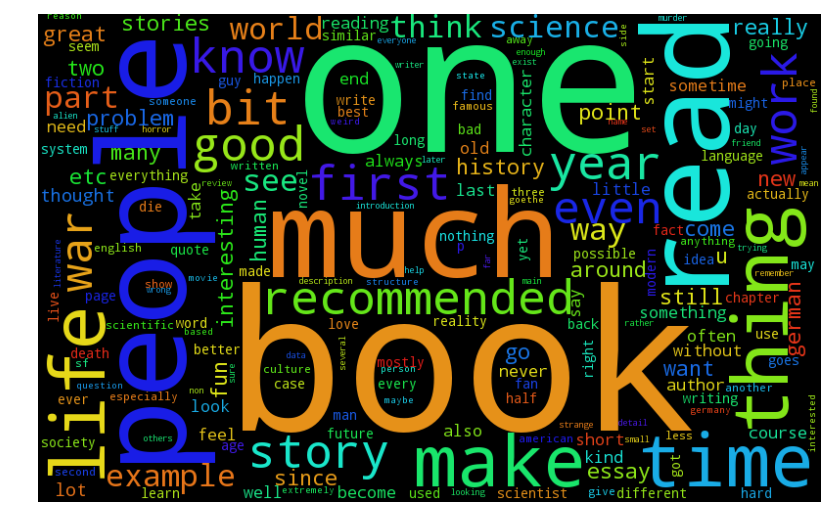 one
book
much
people
read
time
make
thing
life
recommended
first
story
good
year
know
bit
even
work
war
science
see
way
world
think
part
example
great
stories
reading
similar
everyone
away
enough
exist
side
murder
really
going
seem
two
guy
happen
end
writer
state
find
famous
character
start
sometime
might
place
found
fiction
someone
write
best
weird
point
need
problem
alien
stuff
horror
long
bad
name
set
day
friend
language
appear
mean
system
many
always
later
old
etc
everything
take
written
review
history
thought
die
novel
last
three
little
new
actually
interesting
human
introduction
goethe
yet
english
quote
nothing
p
far
around
possible
modern
fact
come
u
idea
anything
trying
may
literature
live
wrong
show
movie
made
description
help
structure
main
say
still
chapter
remember
page
based
scientific
word
love
reality
back
rather
something
often
use
german
death
better
fun
sf
data
several
mostly
person
go
right
without
goes
question
non
sure
culture
case
every
never
want
another
ever
especially
look
maybe
fan
half
author
writing
germany
interested
society
others
feel
man
strange
detail
age
future
also
american
short
small
less
course
second
since
kind
essay
got
lot
learn
well
extremely
become
used
looking
scientist
give
different
hard